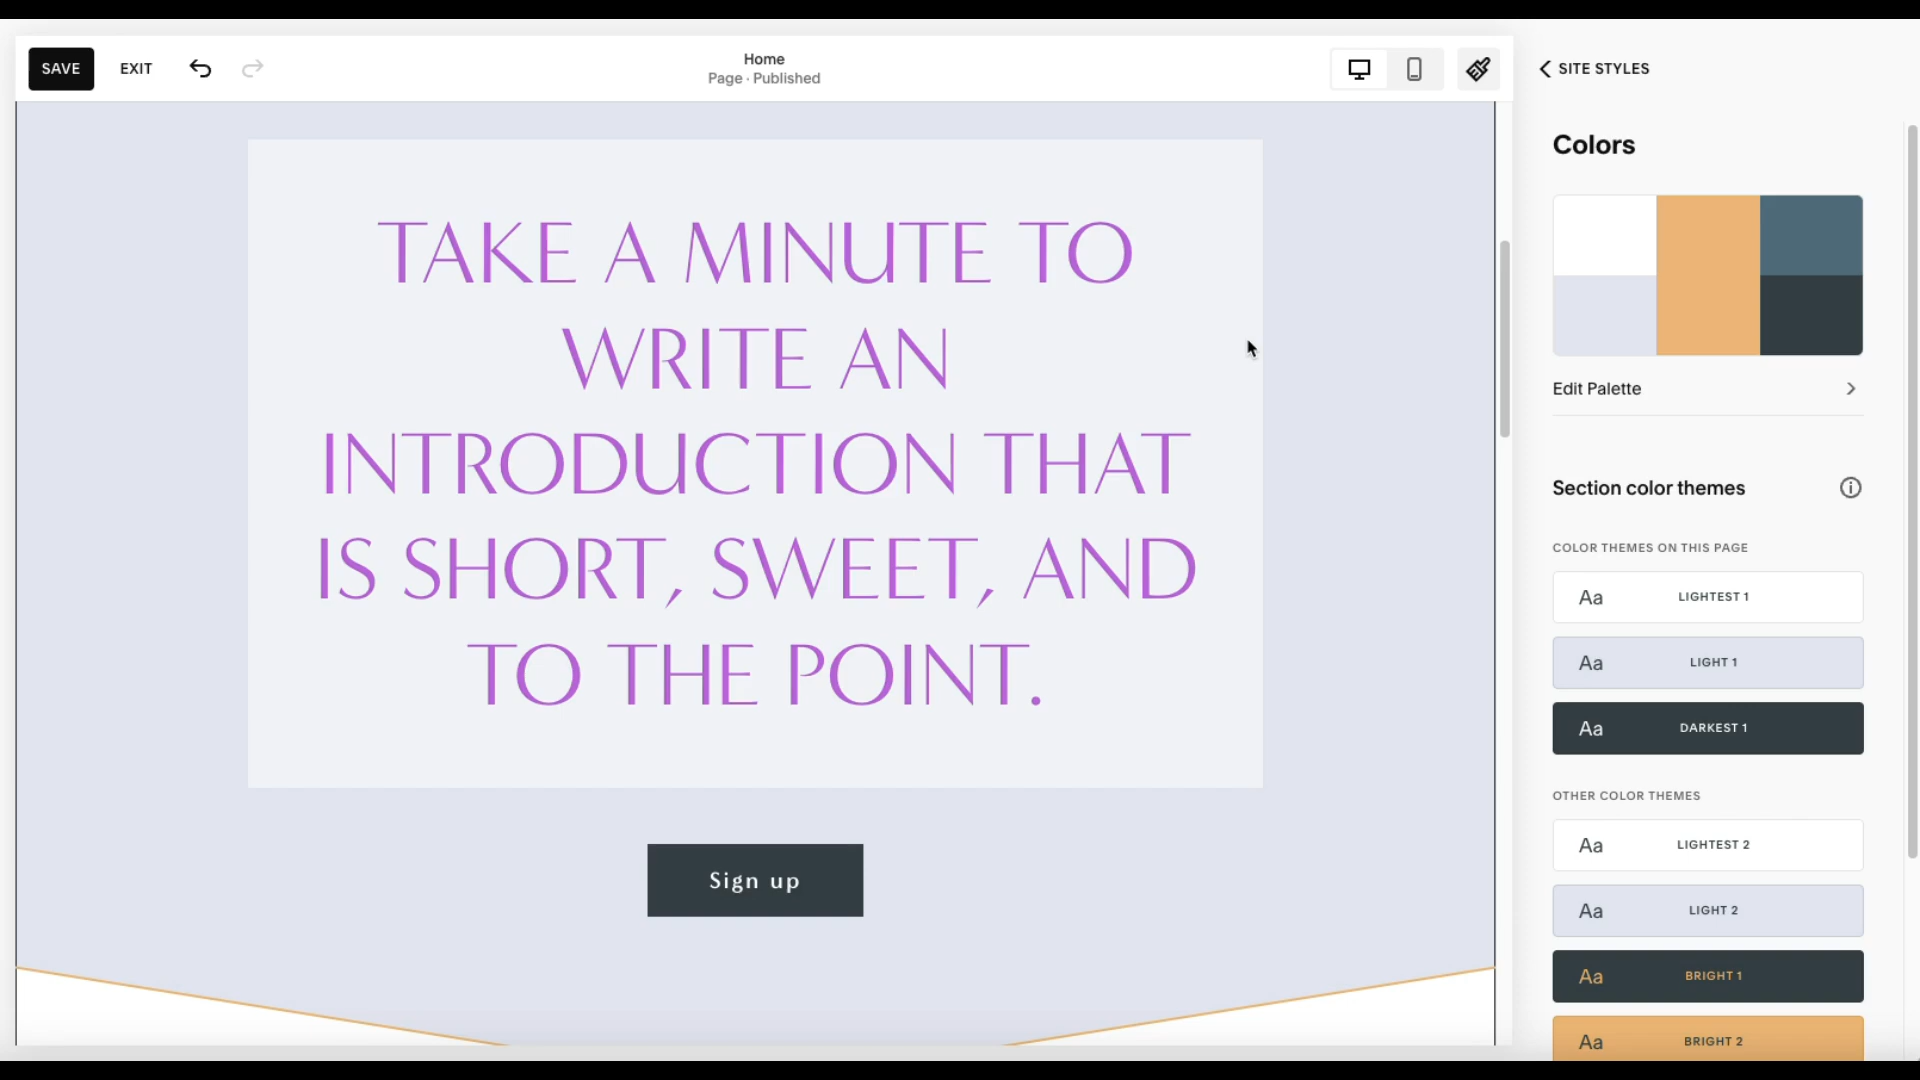 SAVE
EXIT
Home
Page · Published
SITE STYLES
TAKE A MINUTE TO
WRITE AN
INTRODUCTION THAT
IS SHORT, SWEET, AND
TO THE POINT.
Sign up
Colors
Edit Palette
Section color themes
COLOR THEMES ON THIS PAGE
Aa LIGHTEST 1
Aa LIGHT 1
Aa DARKEST 1
OTHER COLOR THEMES
Aa LIGHTEST 2
Aa LIGHT 2
Aa BRIGHT 1
Aa BRIGHT 2